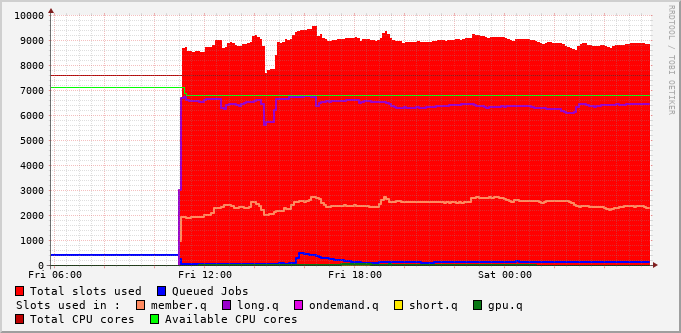 10000
9000
8000
7000
6000
5000
4000
3000
2000
1000
0
Fri 06:00 Fri 12:00 Fri 18:00 Sat 00:00
RRDTOOL / TOBI OETIKER
Total slots used Queued Jobs
Slots used in : member.q long.q ondemand.q short.q gpu.q
Total CPU cores Available CPU cores